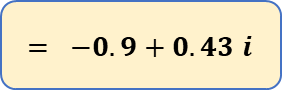 = −0.9 + 0.43 i